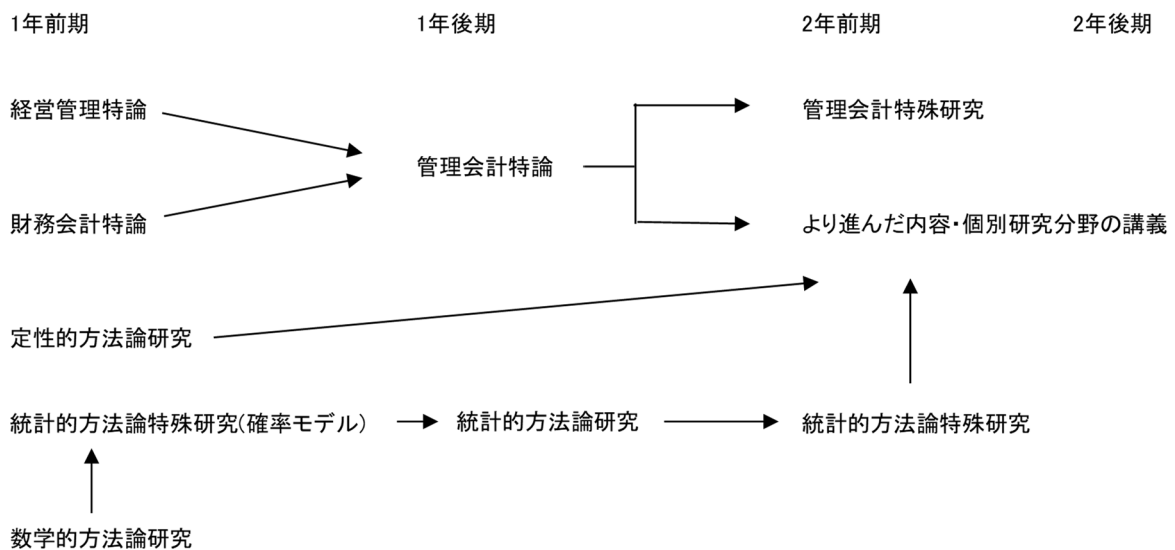 1年前期 1年後期 2年前期 2年後期
経営管理特論 管理会計特殊研究
管理会計特論
財務会計特論 より進んだ内容・個別研究分野の講義
定性的方法論研究
統計的方法論特殊研究(確率モデル) 統計的方法論研究 統計的方法論特殊研究
数学的方法論研究